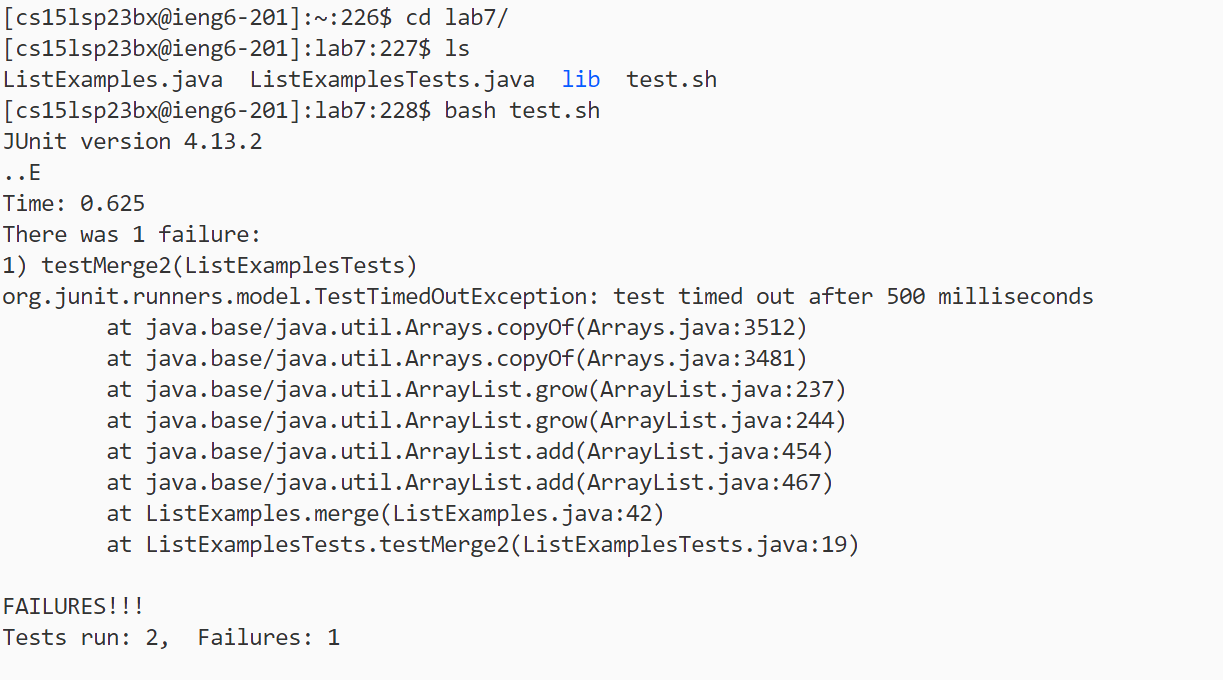 [cs15lsp23bx@ieng6-201]:~:226$ cd lab7/
[cs15lsp23bx@ieng6-201]:lab7:227$ ls
ListExamples.java  ListExamplesTests.java  lib  test.sh
[cs15lsp23bx@ieng6-201]:lab7:228$ bash test.sh
JUnit version 4.13.2
..E
Time: 0.625
There was 1 failure:
1) testMerge2(ListExamplesTests)
org.junit.runners.model.TestTimedOutException: test timed out after 500 milliseconds
        at java.base/java.util.Arrays.copyOf(Arrays.java:3512)
        at java.base/java.util.Arrays.copyOf(Arrays.java:3481)
        at java.base/java.util.ArrayList.grow(ArrayList.java:237)
        at java.base/java.util.ArrayList.grow(ArrayList.java:244)
        at java.base/java.util.ArrayList.add(ArrayList.java:454)
        at java.base/java.util.ArrayList.add(ArrayList.java:467)
        at ListExamples.merge(ListExamples.java:42)
        at ListExamplesTests.testMerge2(ListExamplesTests.java:19)

FAILURES!!!
Tests run: 2,  Failures: 1